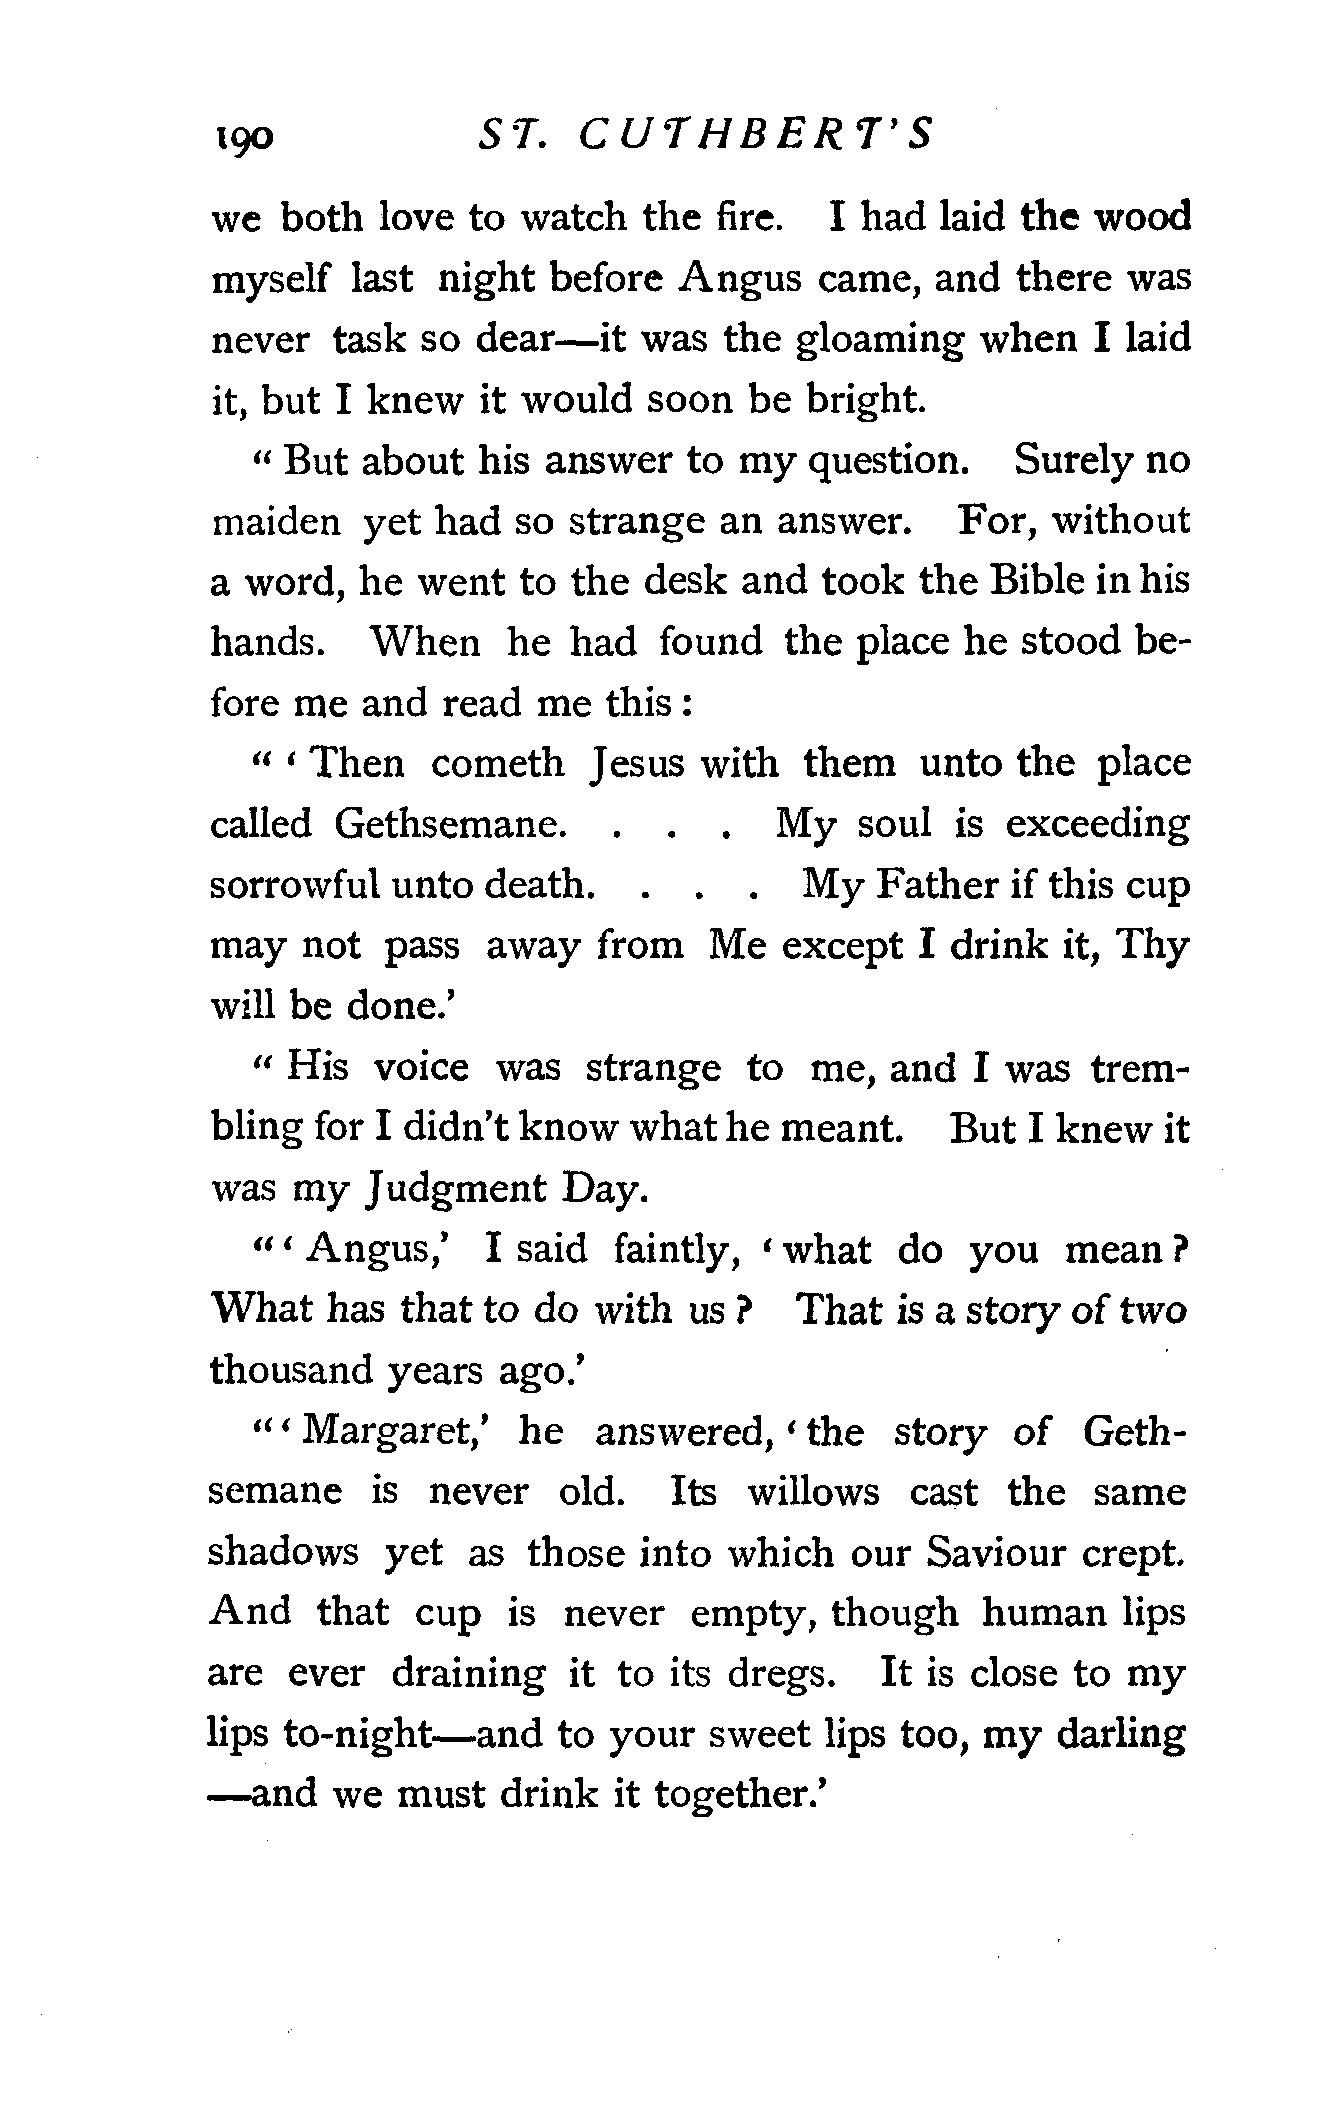 190 ST. CUTHBERT'S
we both love to watch the fire. I had laid the wood
myself last night before Angus came, and there was
never task so dear—it was the gloaming when I laid
it, but I knew it would soon be bright.
“ But about his answer to my question. Surely no
maiden yet had so strange an answer. For, without
a word, he went to the desk and took the Bible in his
hands. When he had found the place he stood be-
fore me and read me this :
“ ‘ Then cometh Jesus with them unto the place
called Gethsemane. . . . My soul is exceeding
sorrowful unto death. . . . My Father if this cup
may not pass away from Me except I drink it, Thy
will be done.’
“ His voice was strange to me, and I was trem-
bling for I didn't know what he meant. But I knew it
was my Judgment Day.
“ ‘ Angus,’ I said faintly, ‘ what do you mean ?
What has that to do with us ? That is a story of two
thousand years ago.’
“ ‘ Margaret,’ he answered, ‘ the story of Geth-
semane is never old. Its willows cast the same
shadows yet as those into which our Saviour crept.
And that cup is never empty, though human lips
are ever draining it to its dregs. It is close to my
lips to-night—and to your sweet lips too, my darling
—and we must drink it together.’